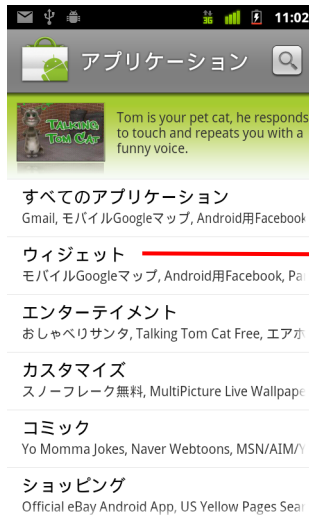 3G 11:02
アプリケーション
TALKING TOM CAT
Tom is your pet cat, he responds
to touch and repeats you with a
funny voice.
すべてのアプリケーション
Gmail, モバイルGoogleマップ, Android用Facebook
ウィジェット
モバイルGoogleマップ, Android用Facebook, Pa
エンターテイメント
おしゃべりサンタ, Talking Tom Cat Free, エアホ
カスタマイズ
スノーフレーク無料, MultiPicture Live Wallpape
コミック
Yo Momma Jokes, Naver Webtoons, MSN/AIM/Y
ショッピング
Official eBay Android App, US Yellow Pages Sear